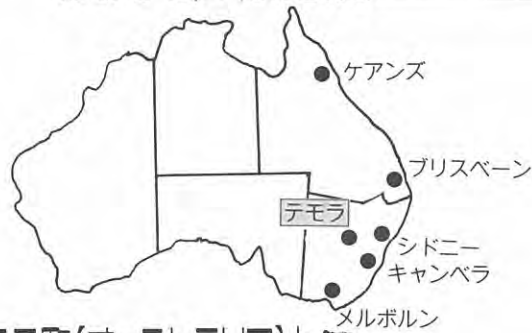 ケアンズ
ブリスベーン
テモラ
シドニー
キャンベラ
メルボルン